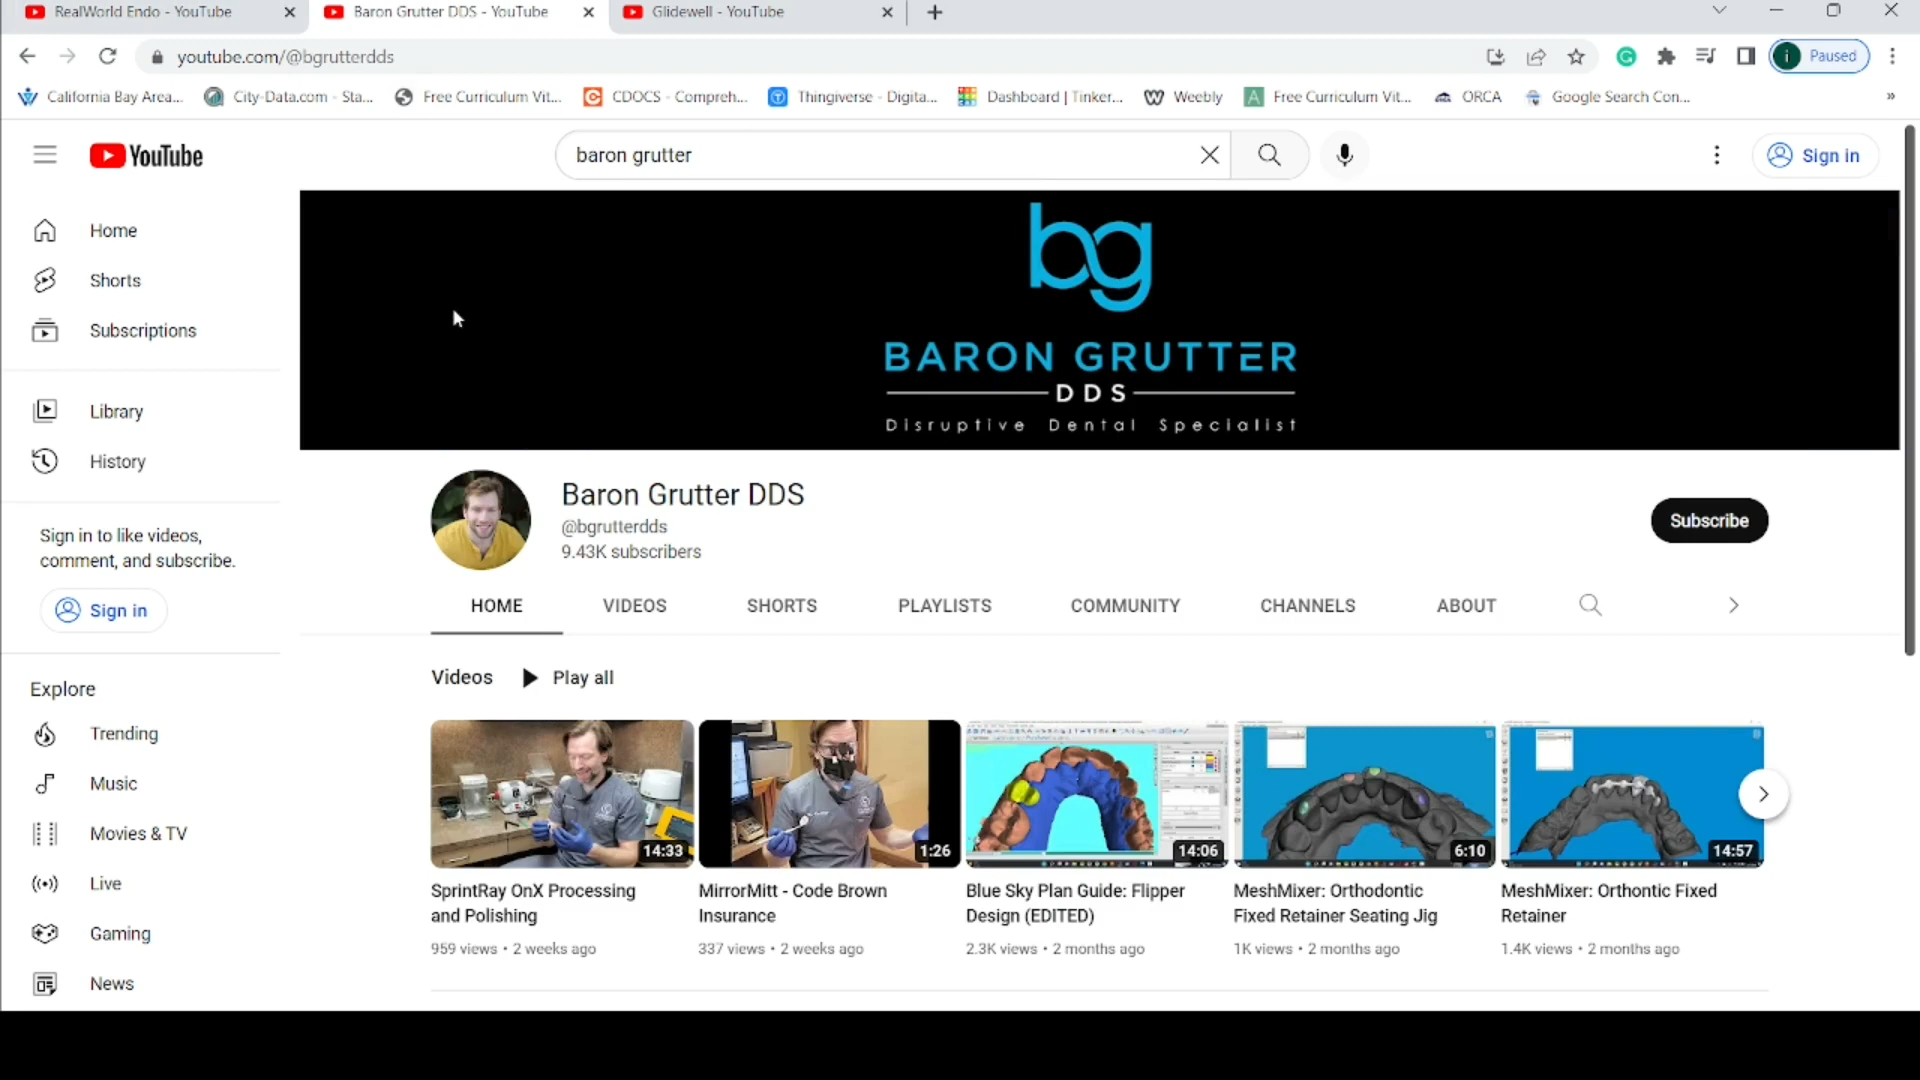 RealWorld Endo - YouTube
Baron Grutter DDS - YouTube
Glidewell - YouTube
youtube.com/@bgrutterdds
i Paused
California Bay Area...
City-Data.com - Sta...
Free Curriculum Vit...
CDOCS - Compreh...
Thingiverse - Digita...
Dashboard | Tinker...
Weebly
Free Curriculum Vit...
ORCA
Google Search Con...
»
YouTube
baron grutter
Sign in
Home
Shorts
Subscriptions
Library
History
Sign in to like videos,
comment, and subscribe.
Sign in
Explore
Trending
Music
Movies & TV
Live
Gaming
News
bg
BARON GRUTTER
DDS
Disruptive Dental Specialist
Baron Grutter DDS
@bgrutterdds
9.43K subscribers
Subscribe
HOME
VIDEOS
SHORTS
PLAYLISTS
COMMUNITY
CHANNELS
ABOUT
Videos
Play all
14:33
1:26
14:06
6:10
14:57
SprintRay OnX Processing
and Polishing
959 views • 2 weeks ago
MirrorMitt - Code Brown
Insurance
337 views • 2 weeks ago
Blue Sky Plan Guide: Flipper
Design (EDITED)
2.3K views • 2 months ago
MeshMixer: Orthodontic
Fixed Retainer Seating Jig
1K views • 2 months ago
MeshMixer: Orthontic Fixed
Retainer
1.4K views • 2 months ago